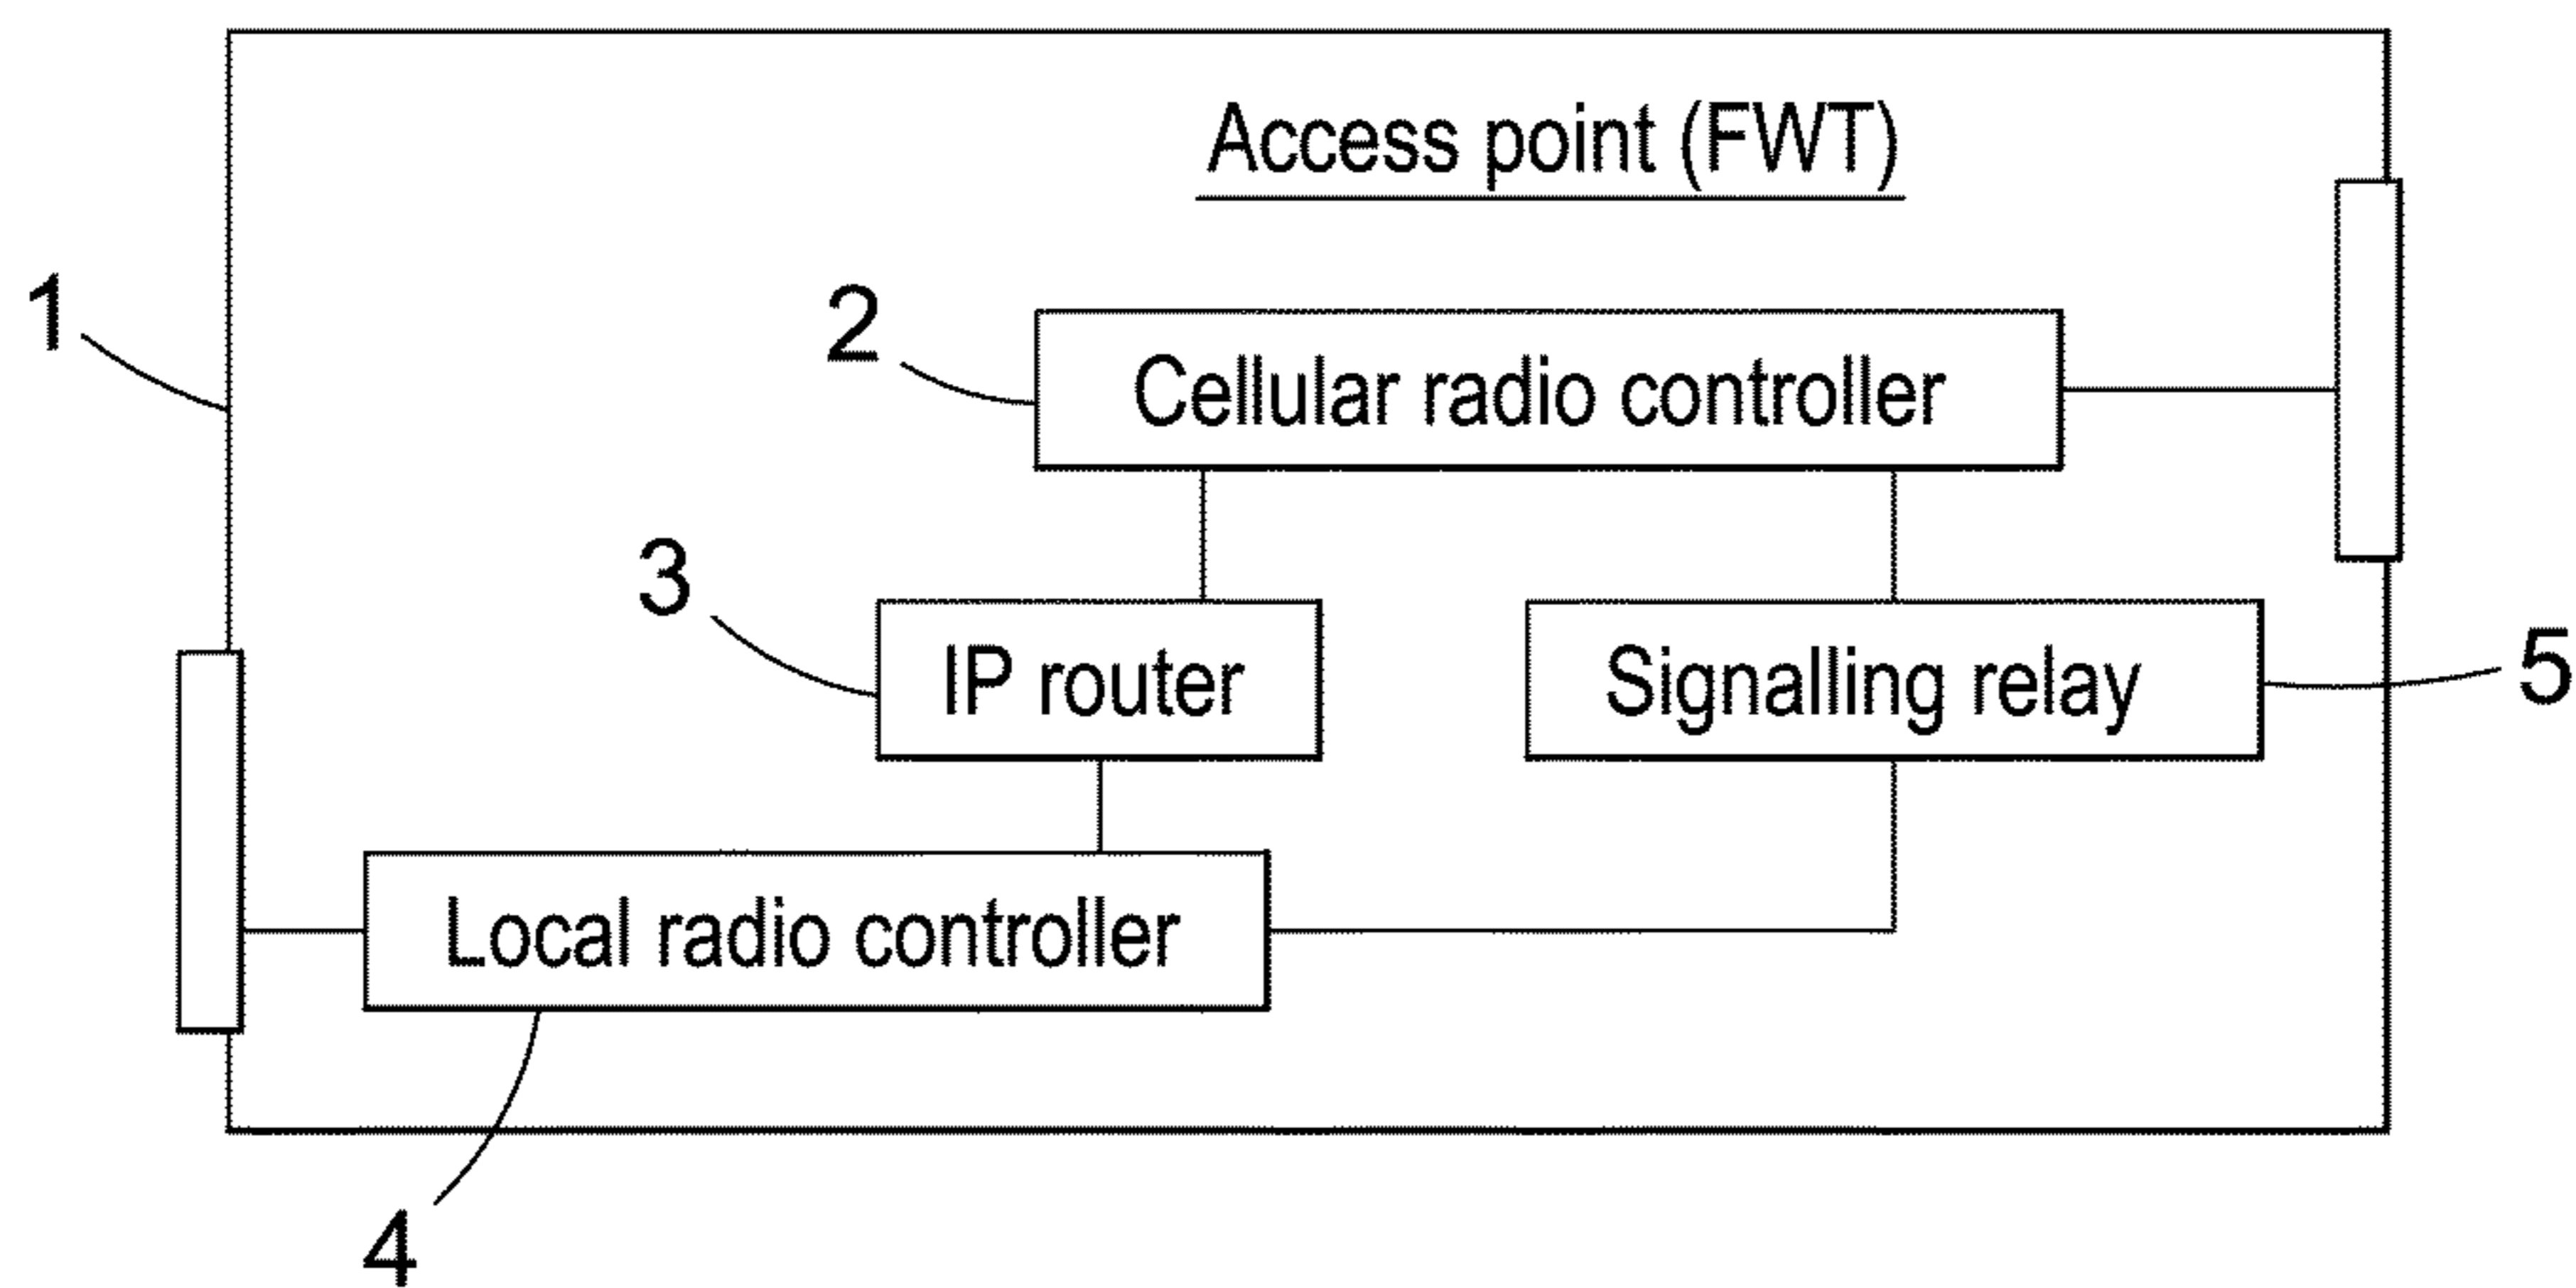 Access point (FWT)
1
2
Cellular radio controller
3
IP router
Signalling relay
5
Local radio controller
4